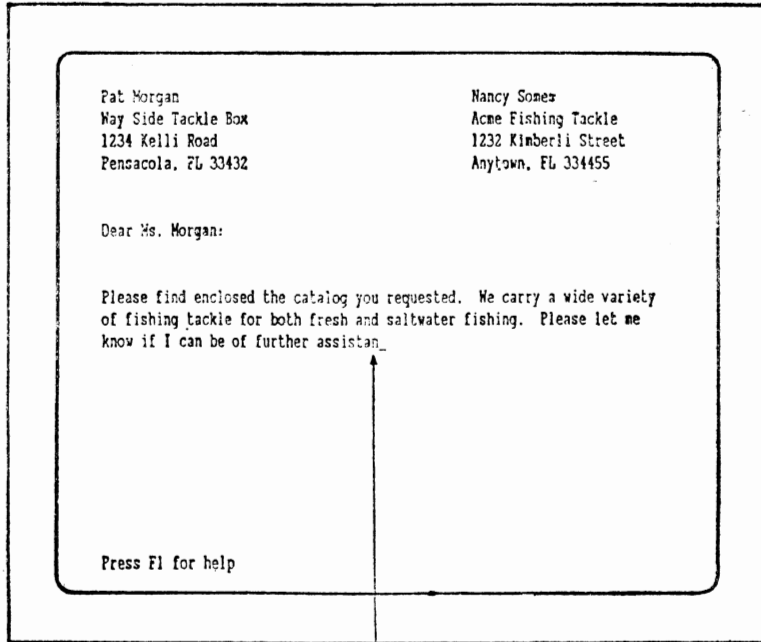 Pat Morgan
Way Side Tackle Box
1234 Kelli Road
Pensacola, FL 33432
Nancy Somer
Acme Fishing Tackle
1232 Kimberli Street
Anytown, FL 334455
Dear Ms. Morgan:
Please find enclosed the catalog you requested. We carry a wide variety
of fishing tackle for both fresh and saltwater fishing. Please let me
know if I can be of further assistan_
Press F1 for help